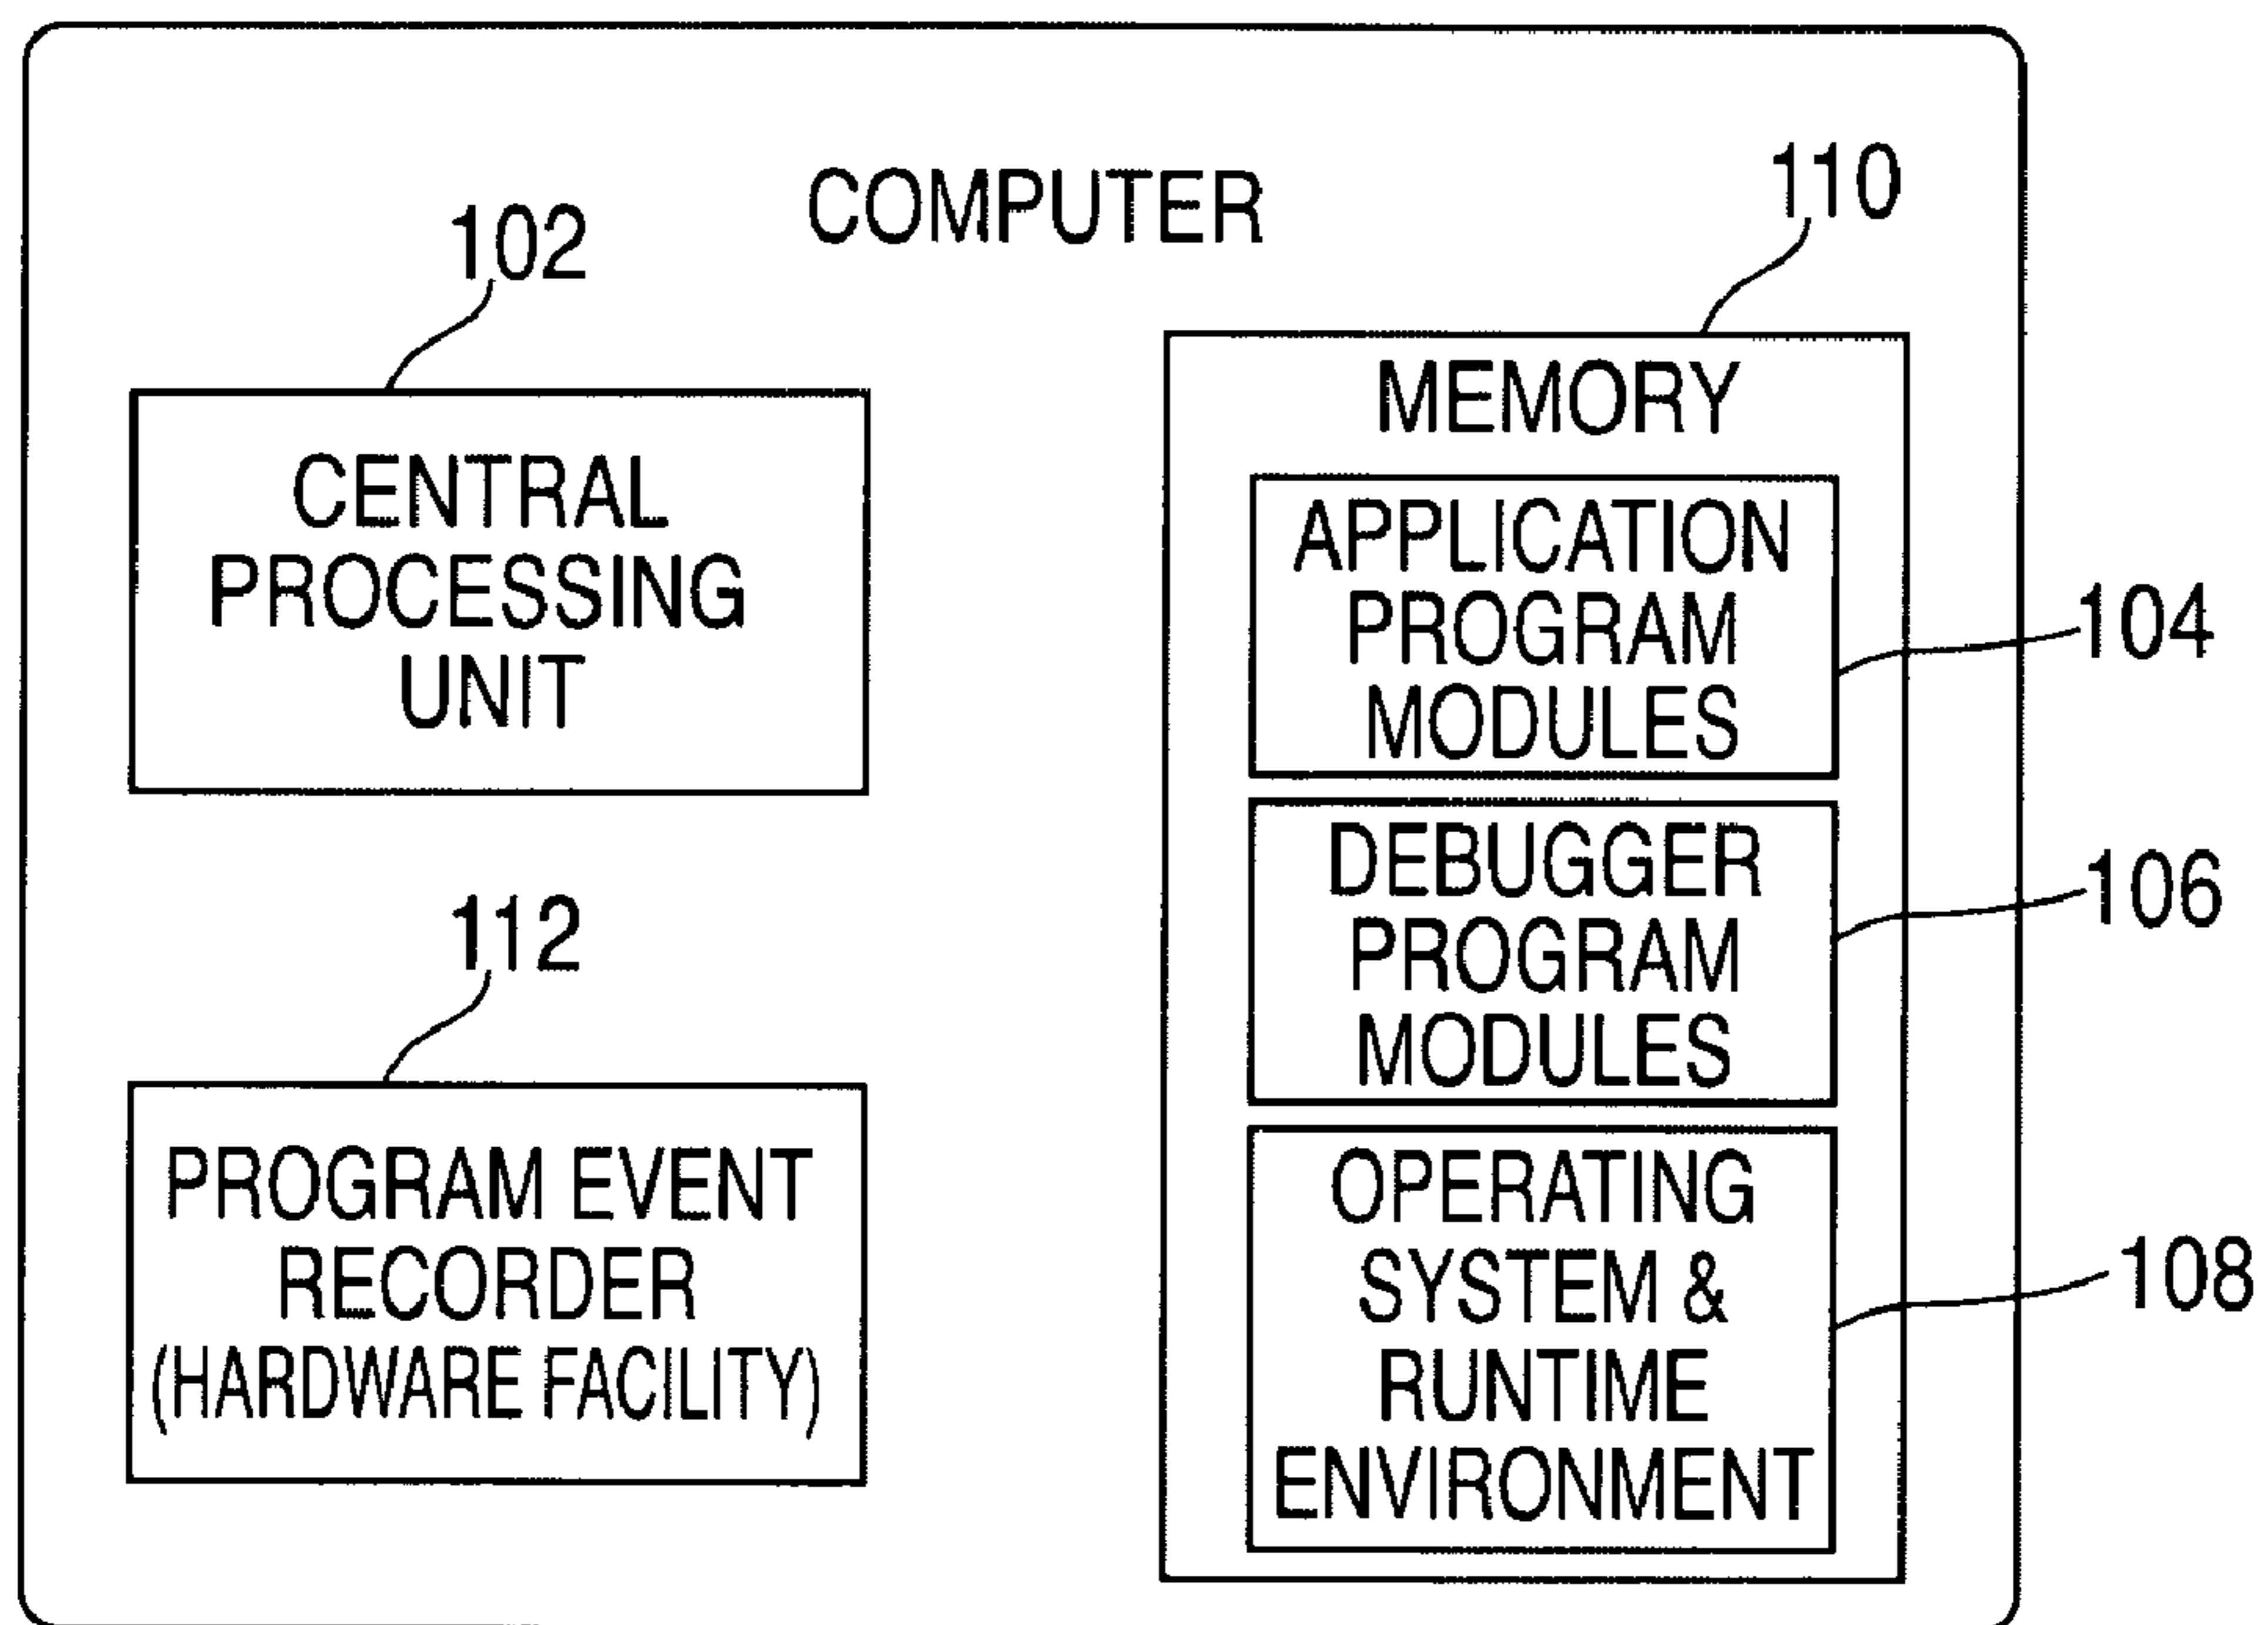 COMPUTER
102
CENTRAL
PROCESSING
UNIT
112
PROGRAM EVENT
RECORDER
(HARDWARE FACILITY)
110
MEMORY
APPLICATION
PROGRAM
MODULES
104
DEBUGGER
PROGRAM
MODULES
106
OPERATING
SYSTEM &
RUNTIME
ENVIRONMENT
108